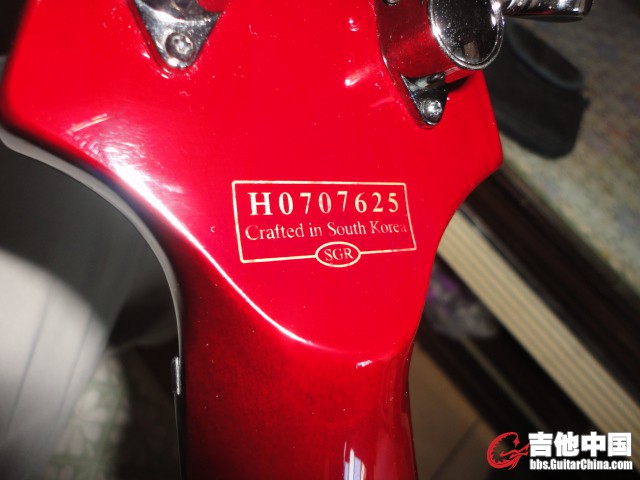 H0707625
Crafted in South Korea
SGR
吉他中国
bbs.GuitarChina.com